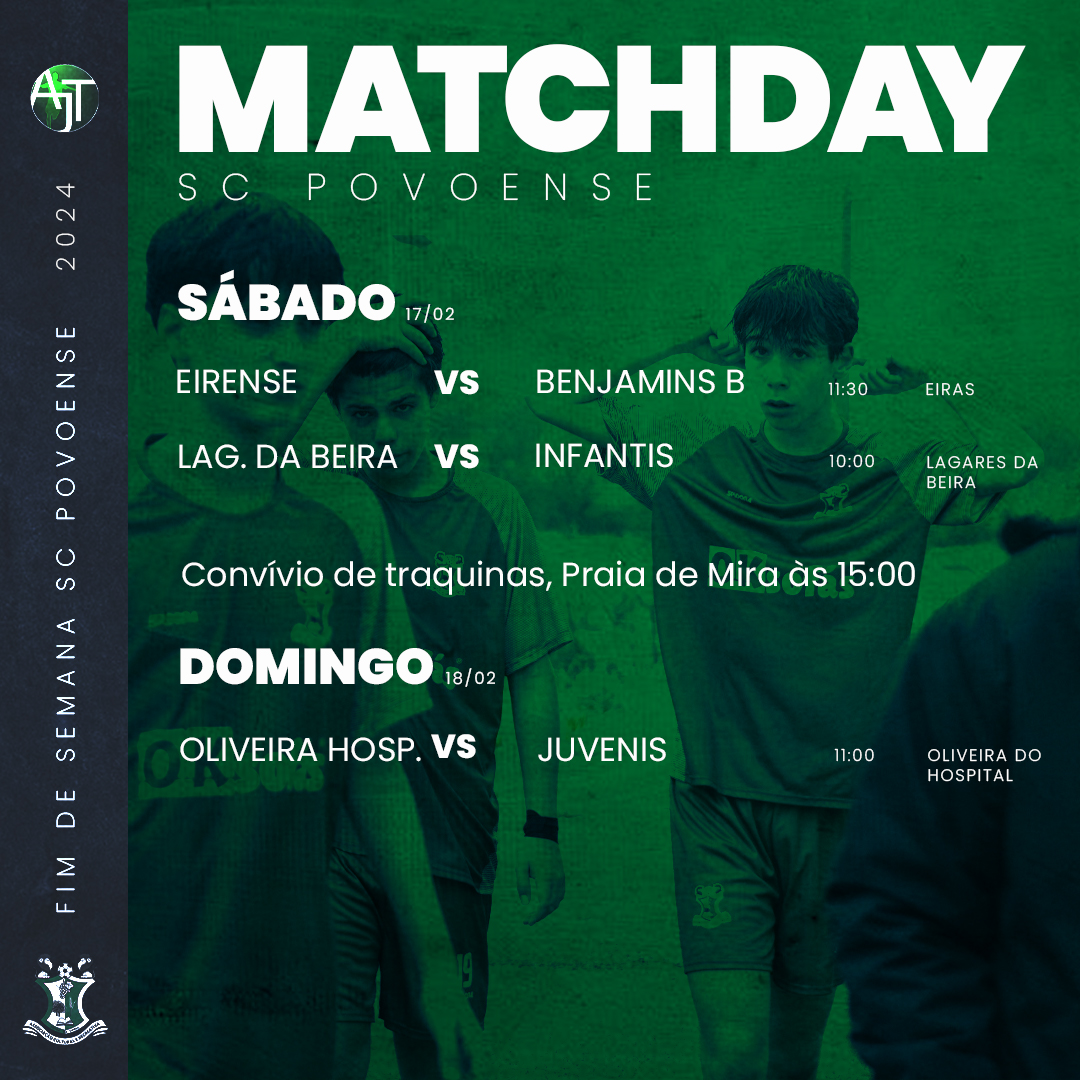 MATCHDAY
SC POVOENSE
SÁBADO 17/02
EIRENSE VS BENJAMINS B 11:30 EIRAS
LAG. DA BEIRA VS INFANTIS 10:00 LAGARES DA
BEIRA
Convívio de traquinas, Praia de Mira às 15:00
DOMINGO 18/02
OLIVEIRA HOSP. VS JUVENIS 11:00 OLIVEIRA DO
HOSPITAL
FIM DE SEMANA SC POVOENSE 2024
AJT